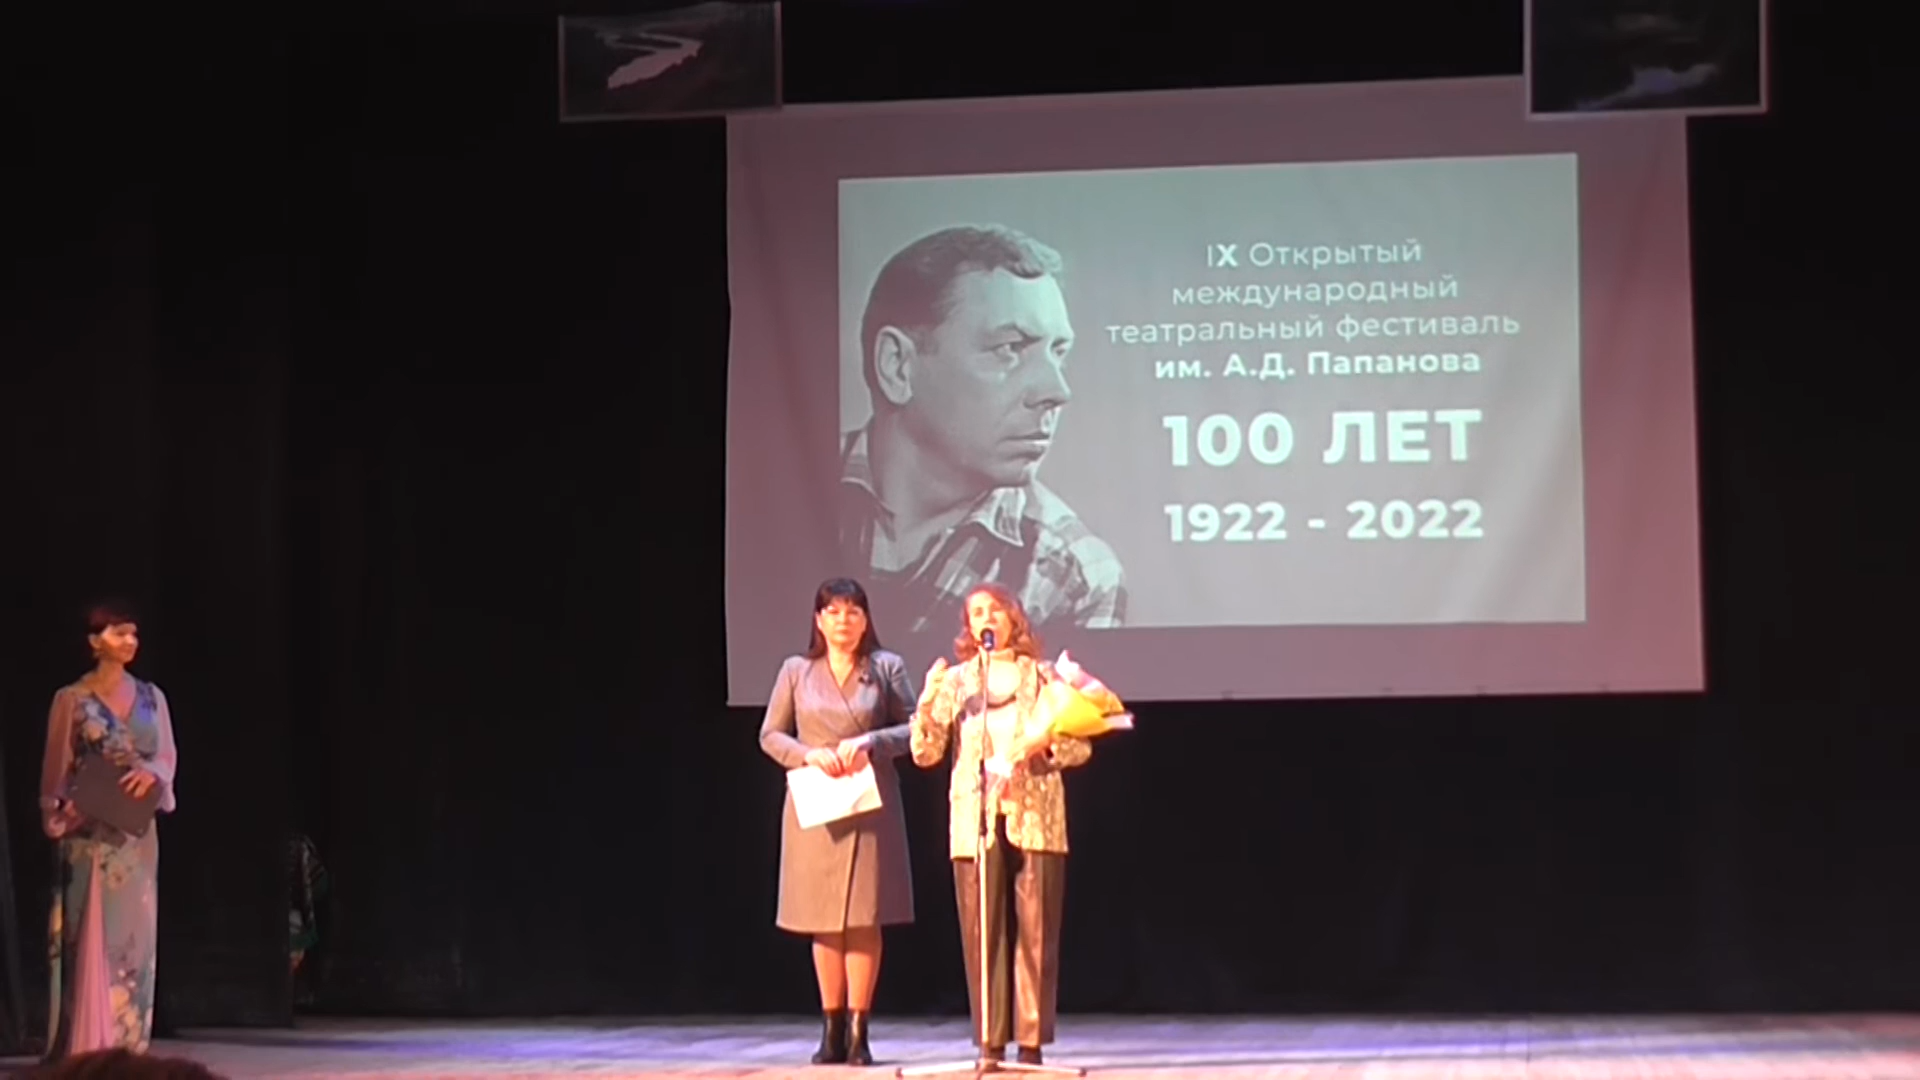 IX Открытый
международный
театральный фестиваль
им. А.Д. Папанова
100 ЛЕТ
1922 - 2022